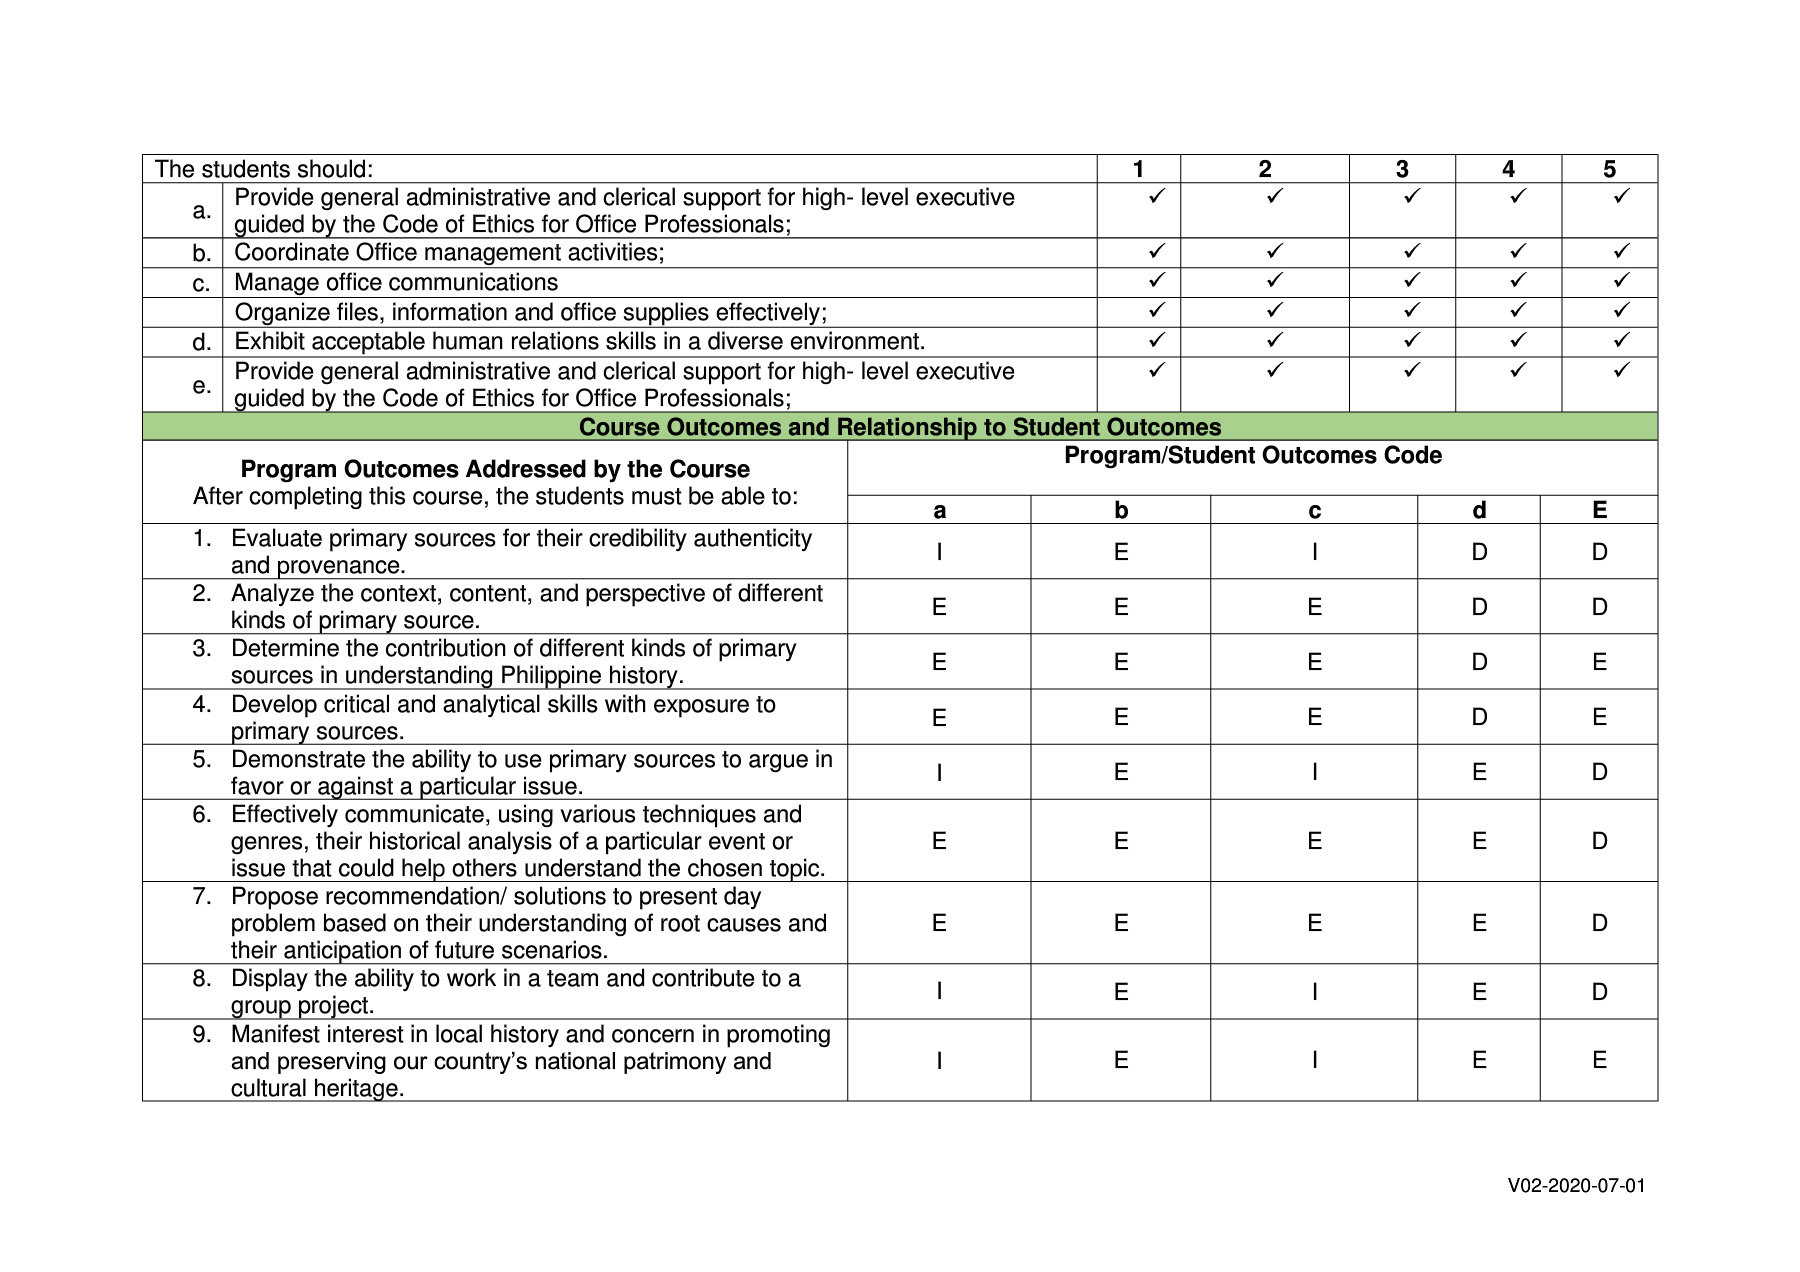 The students should: 1 2 3 4 5
a. Provide general administrative and clerical support for high- level executive ✓ ✓ ✓ ✓ ✓
guided by the Code of Ethics for Office Professionals;
b. Coordinate Office management activities; ✓ ✓ ✓ ✓ ✓
c. Manage office communications ✓ ✓ ✓ ✓ ✓
Organize files, information and office supplies effectively; ✓ ✓ ✓ ✓ ✓
d. Exhibit acceptable human relations skills in a diverse environment. ✓ ✓ ✓ ✓ ✓
e. Provide general administrative and clerical support for high- level executive ✓ ✓ ✓ ✓ ✓
guided by the Code of Ethics for Office Professionals;
Course Outcomes and Relationship to Student Outcomes
Program Outcomes Addressed by the Course
After completing this course, the students must be able to:
Program/Student Outcomes Code
a b c d E
1. Evaluate primary sources for their credibility authenticity
and provenance.
I E I D D
2. Analyze the context, content, and perspective of different
kinds of primary source.
E E E D D
3. Determine the contribution of different kinds of primary
sources in understanding Philippine history.
E E E D E
4. Develop critical and analytical skills with exposure to
primary sources.
E E E D E
5. Demonstrate the ability to use primary sources to argue in
favor or against a particular issue.
I E I E D
6. Effectively communicate, using various techniques and
genres, their historical analysis of a particular event or
issue that could help others understand the chosen topic.
E E E E D
7. Propose recommendation/ solutions to present day
problem based on their understanding of root causes and
their anticipation of future scenarios.
E E E E D
8. Display the ability to work in a team and contribute to a
group project.
I E I E D
9. Manifest interest in local history and concern in promoting
and preserving our country’s national patrimony and
cultural heritage.
I E I E E
V02-2020-07-01